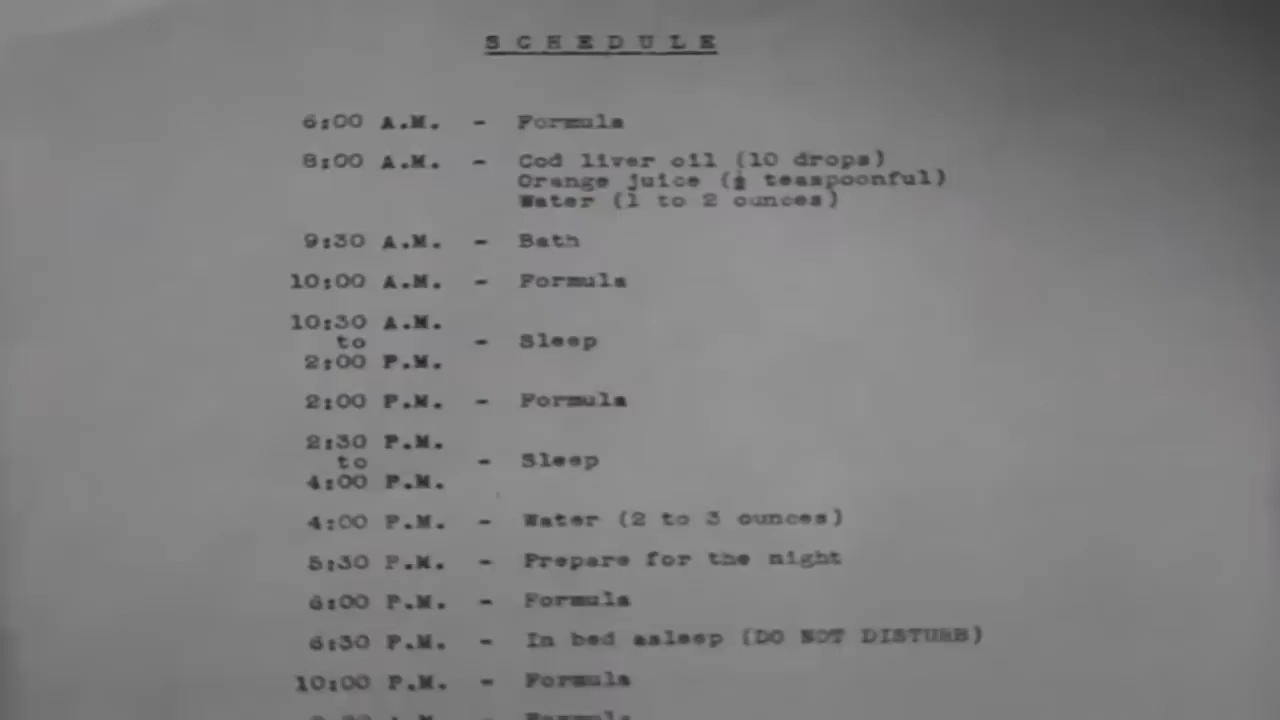 SCHEDULE
6:00 A.M. - Formula
8:00 A.M. - Cod liver oil (10 drops)
Orange juice (½ teaspoonful)
Water (1 to 2 ounces)
9:30 A.M. - Bath
10:00 A.M. - Formula
10:30 A.M.
to - Sleep
2:00 P.M.
2:00 P.M. - Formula
2:30 P.M.
to - Sleep
4:00 P.M.
4:00 P.M. - Water (2 to 3 ounces)
5:30 P.M. - Prepare for the night
6:00 P.M. - Formula
6:30 P.M. - In bed asleep (DO NOT DISTURB)
10:00 P.M. - Formula